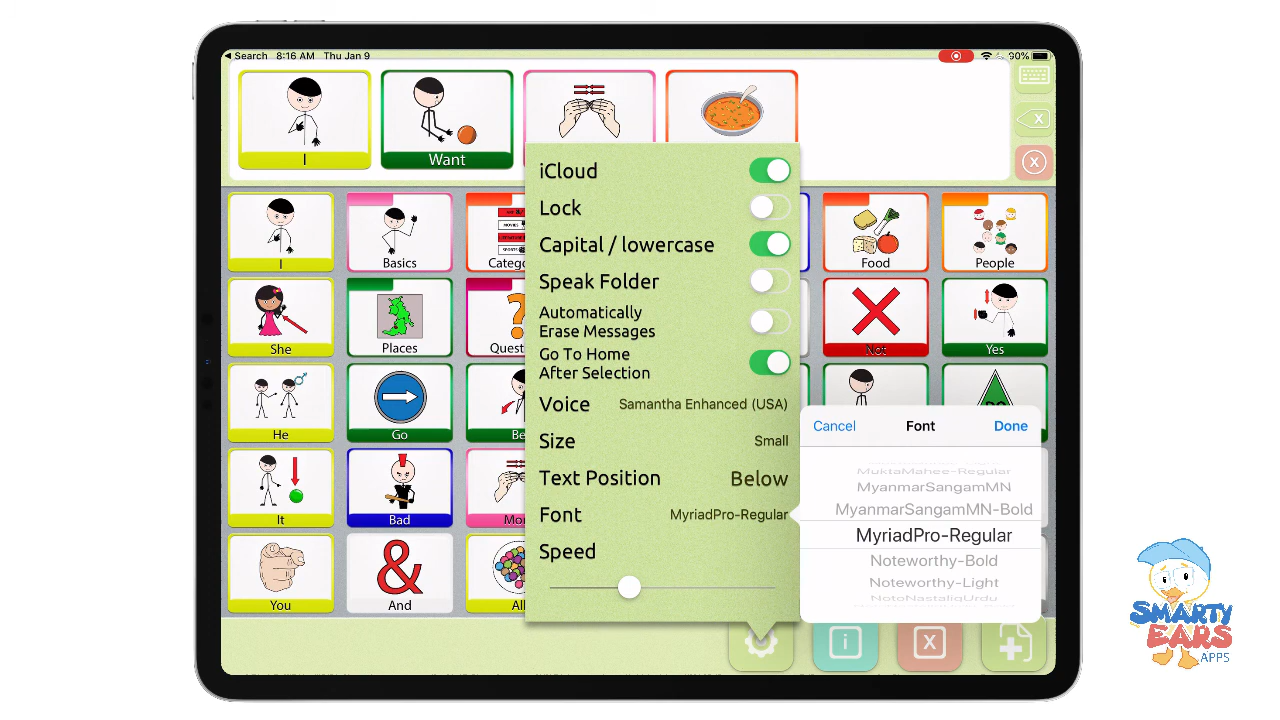 Search 8:16 AM Thu Jan 9
90%
I
Want
iCloud
Lock
Capital / lowercase
Speak Folder
Automatically
Erase Messages
Go To Home
After Selection
Voice Samantha Enhanced (USA)
Size Small
Text Position Below
Font MyriadPro-Regular
Speed
I
Basics
Food
People
She
Places
Not
Yes
He
Go
It
Bad
You
And
All
&
?
X
X
X
i
Cancel Font Done
MuktaMahee-Regular
MyanmarSangamMN
MyanmarSangamMN-Bold
MyriadPro-Regular
Noteworthy-Bold
Noteworthy-Light
NotoNastaliqUrdu
SMARTY
EARS
APPS